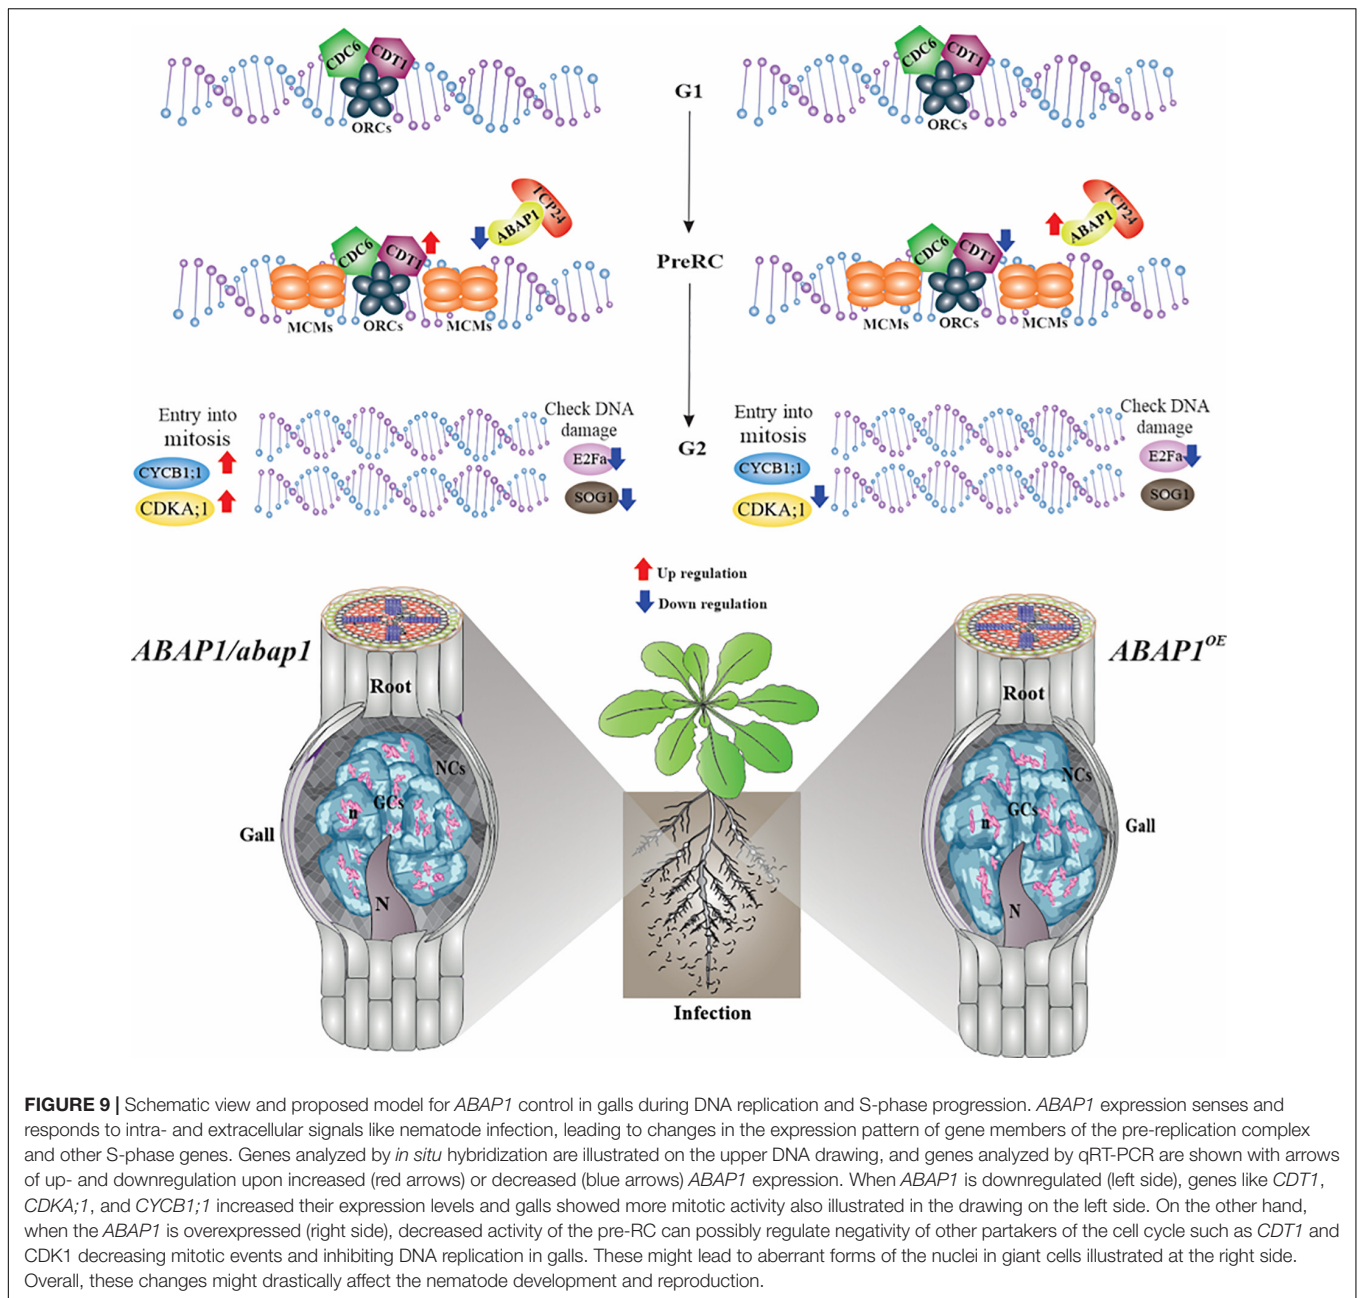 CDC6 CDT1
ORCs
G1
CDC6 CDT1
ORCs
TCP24
ABAP1
CDC6 CDT1
MCMs ORCs MCMs
PreRC
TCP24
ABAP1
CDC6 CDT1
MCMs ORCs MCMs
Entry into
mitosis
CYCB1;1
CDKA;1
Check DNA
damage
E2Fa
SOG1
G2
Entry into
mitosis
CYCB1;1
CDKA;1
Check DNA
damage
E2Fa
SOG1
Up regulation
Down regulation
ABAP1/abap1
Root
NCs
GCs
n
Gall
N
Infection
ABAP1OE
Root
NCs
GCs
n
Gall
N
FIGURE 9 | Schematic view and proposed model for ABAP1 control in galls during DNA replication and S-phase progression. ABAP1 expression senses and
responds to intra- and extracellular signals like nematode infection, leading to changes in the expression pattern of gene members of the pre-replication complex
and other S-phase genes. Genes analyzed by in situ hybridization are illustrated on the upper DNA drawing, and genes analyzed by qRT-PCR are shown with arrows
of up- and downregulation upon increased (red arrows) or decreased (blue arrows) ABAP1 expression. When ABAP1 is downregulated (left side), genes like CDT1,
CDKA;1, and CYCB1;1 increased their expression levels and galls showed more mitotic activity also illustrated in the drawing on the left side. On the other hand,
when the ABAP1 is overexpressed (right side), decreased activity of the pre-RC can possibly regulate negativity of other partakers of the cell cycle such as CDT1 and
CDK1 decreasing mitotic events and inhibiting DNA replication in galls. These might lead to aberrant forms of the nuclei in giant cells illustrated at the right side.
Overall, these changes might drastically affect the nematode development and reproduction.